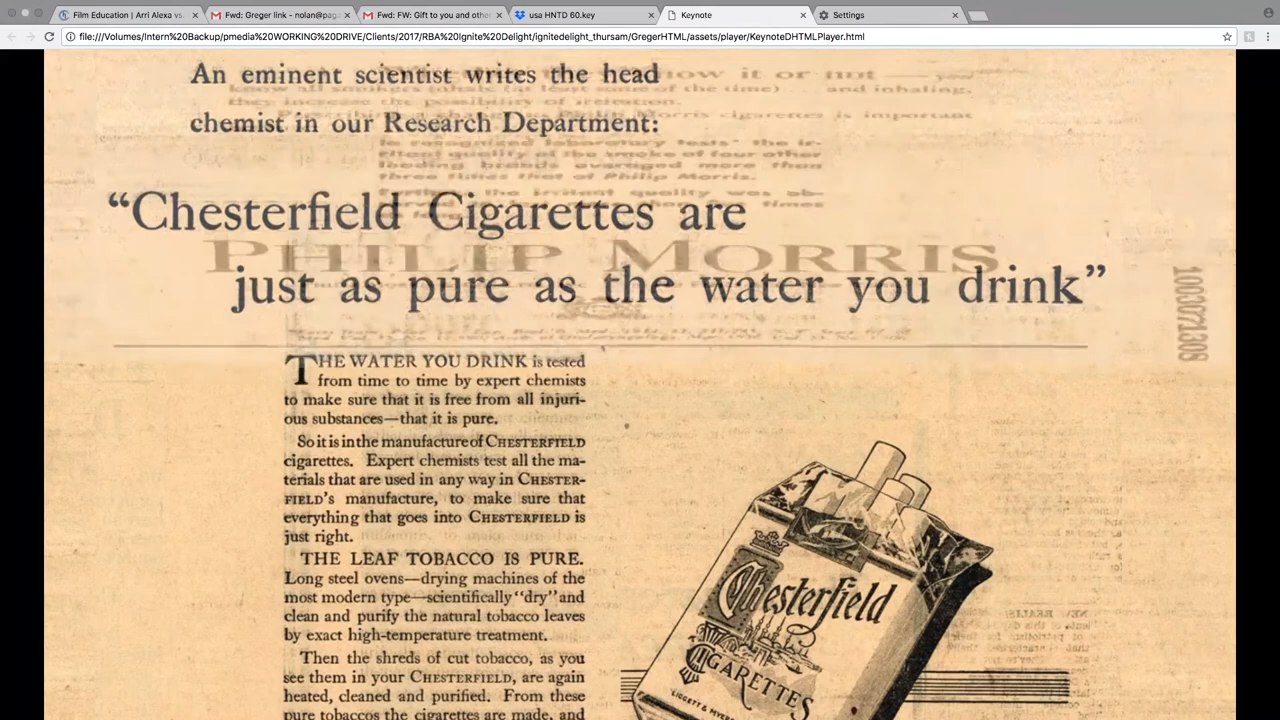 Film Education | Arri Alexa vs.
Fwd: Greger link - nolan@pag
Fwd: FW: Gift to you and othe
usa HNTD 60.key
Keynote
Settings
file:///Volumes/Intern%20Backup/pmedia%20WORKING%20DRIVE/Clients/2017/RBA%20Ignite%20Delight/ignitedelight_thursam/GregerHTML/assets/player/KeynoteDHTMLPlayer.html
An eminent scientist writes the head
chemist in our Research Department:
“Chesterfield Cigarettes are
PHILIP MORRIS
just as pure as the water you drink”
1003071308
THE WATER YOU DRINK is tested
from time to time by expert chemists
to make sure that it is free from all injuri-
ous substances—that it is pure.
So it is in the manufacture of CHESTERFIELD
cigarettes. Expert chemists test all the ma-
terials that are used in any way in CHESTER-
FIELD'S manufacture, to make sure that
everything that goes into CHESTERFIELD is
just right.
THE LEAF TOBACCO IS PURE.
Long steel ovens—drying machines of the
most modern type—scientifically “dry” and
clean and purify the natural tobacco leaves
by exact high-temperature treatment.
Then the shreds of cut tobacco, as you
see them in your CHESTERFIELD, are again
heated, cleaned and purified. From these
pure tobaccos the cigarettes are made, and
Chesterfield
CIGARETTES
LIGGETT & MYERS